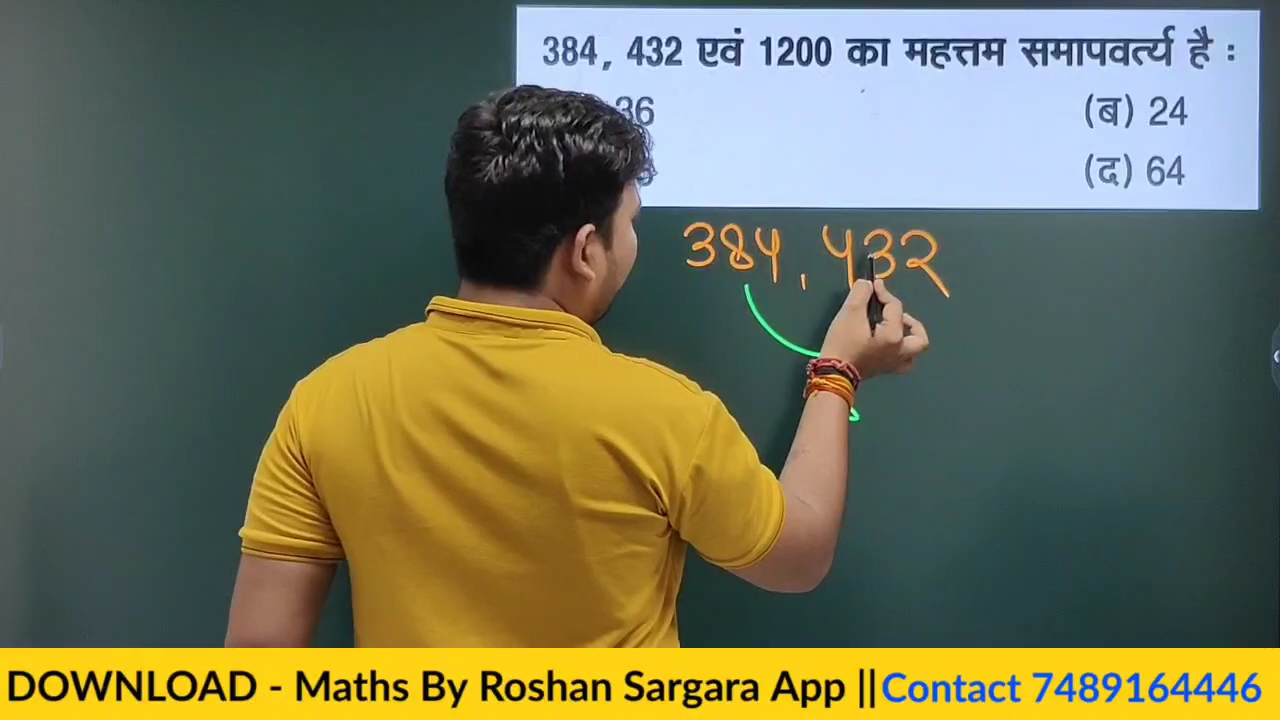 384, 432 एवं 1200 का महत्तम समापवर्त्य है :
36 (ब) 24
(द) 64
384, 432
DOWNLOAD - Maths By Roshan Sargara App || Contact 7489164446